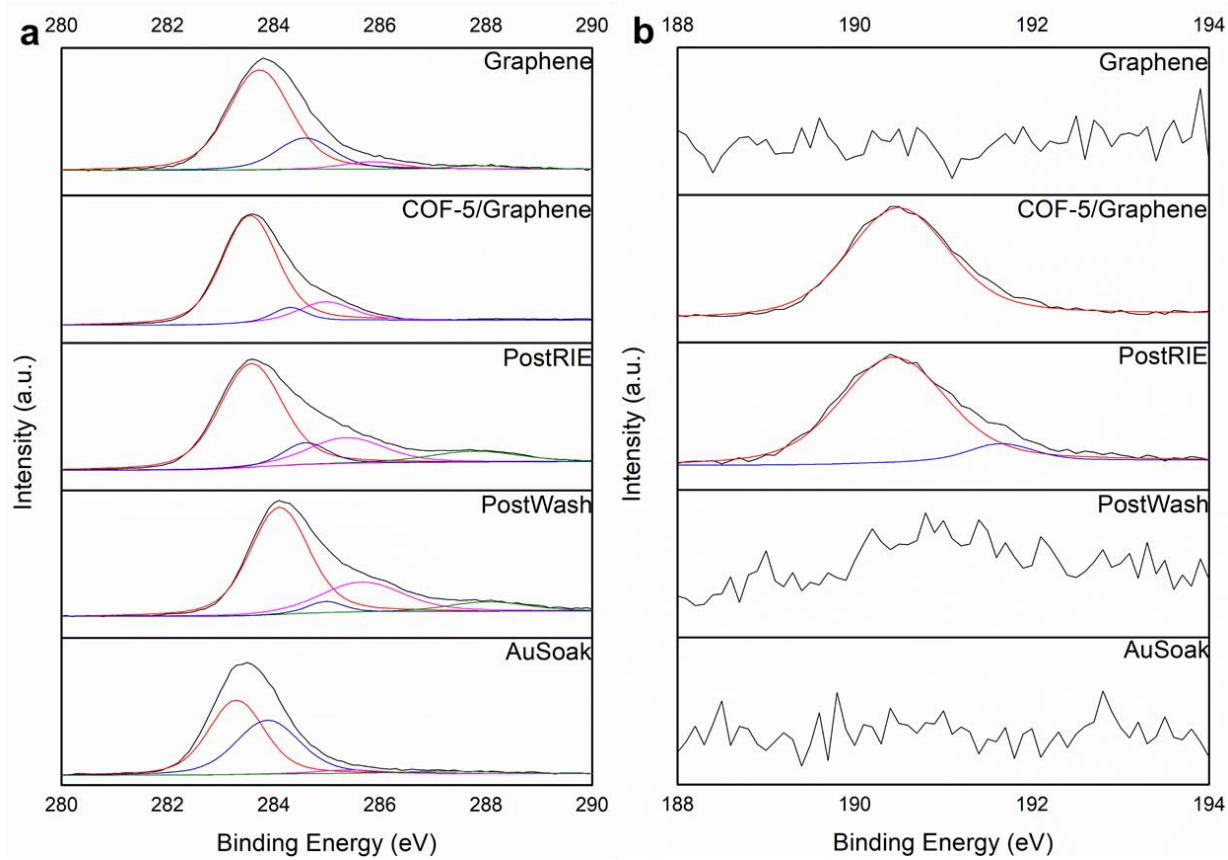 a
280 282 284 286 288 290
Graphene
COF-5/Graphene
PostRIE
PostWash
AuSoak
Intensity (a.u.)
280 282 284 286 288 290
Binding Energy (eV)
b
188 190 192 194
Graphene
COF-5/Graphene
PostRIE
PostWash
AuSoak
Intensity (a.u.)
188 190 192 194
Binding Energy (eV)